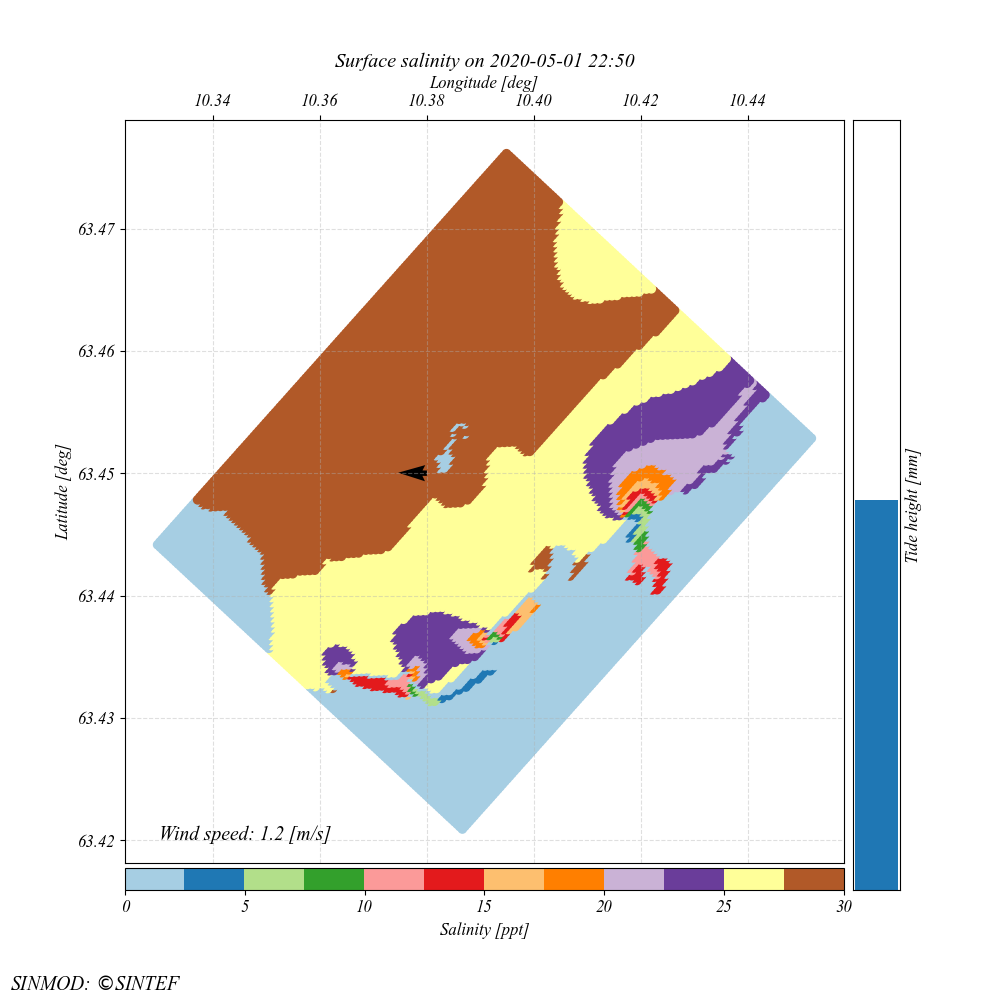 Surface salinity on 2020-05-01 22:50
Longitude [deg]
10.34 10.36 10.38 10.40 10.42 10.44
63.47
63.46
63.45
63.44
63.43
63.42
Latitude [deg]
Tide height [mm]
Wind speed: 1.2 [m/s]
0 5 10 15 20 25 30
Salinity [ppt]
SINMOD: ©SINTEF